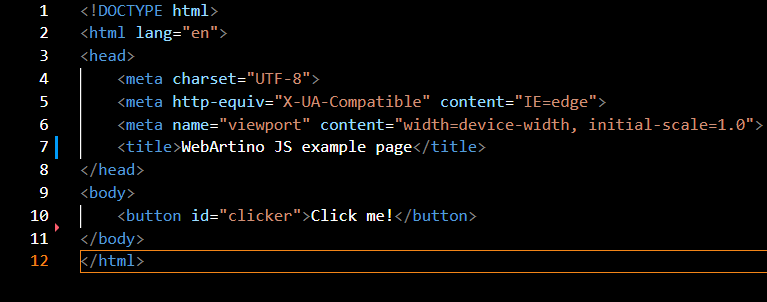 1 <!DOCTYPE html>
2 <html lang="en">
3 <head>
4     <meta charset="UTF-8">
5     <meta http-equiv="X-UA-Compatible" content="IE=edge">
6     <meta name="viewport" content="width=device-width, initial-scale=1.0">
7     <title>WebArtino JS example page</title>
8 </head>
9 <body>
10     <button id="clicker">Click me!</button>
11 </body>
12 </html>